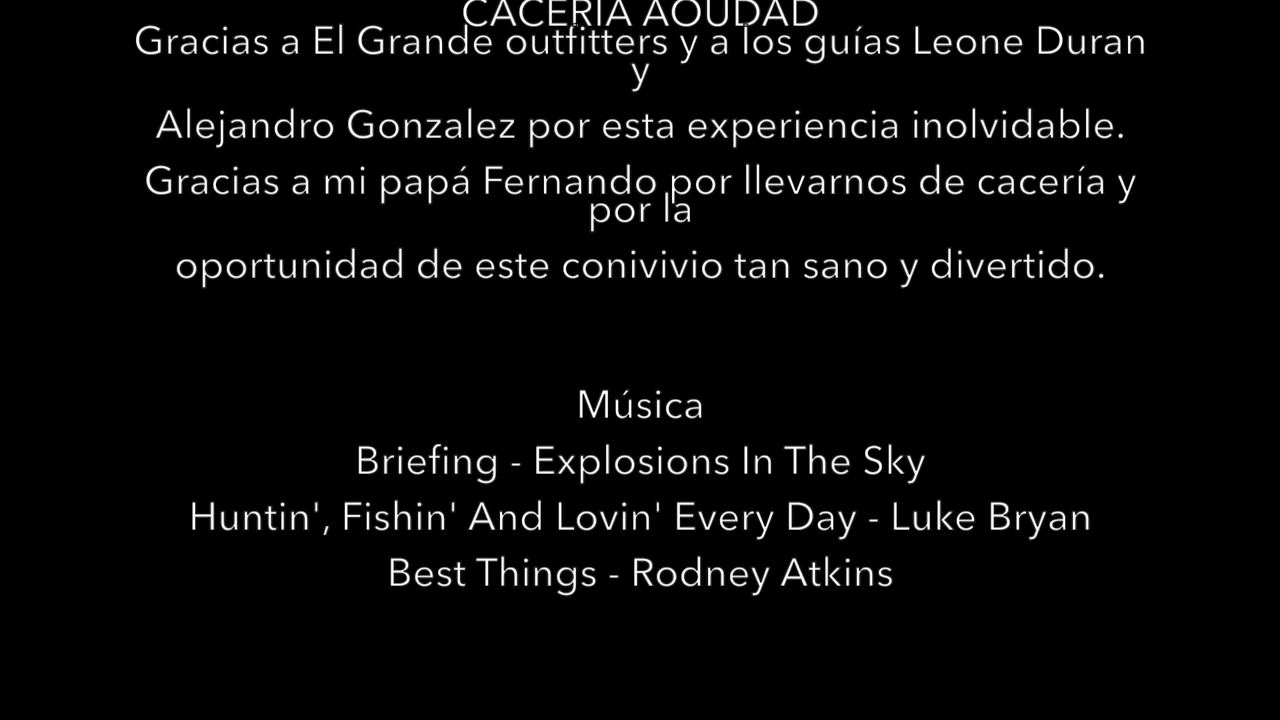 CACERÍA AOUDAD
Gracias a El Grande outfitters y a los guías Leone Duran
y
Alejandro Gonzalez por esta experiencia inolvidable.
Gracias a mi papá Fernando por llevarnos de cacería y
por la
oportunidad de este conivivio tan sano y divertido.
Música
Briefing - Explosions In The Sky
Huntin', Fishin' And Lovin' Every Day - Luke Bryan
Best Things - Rodney Atkins